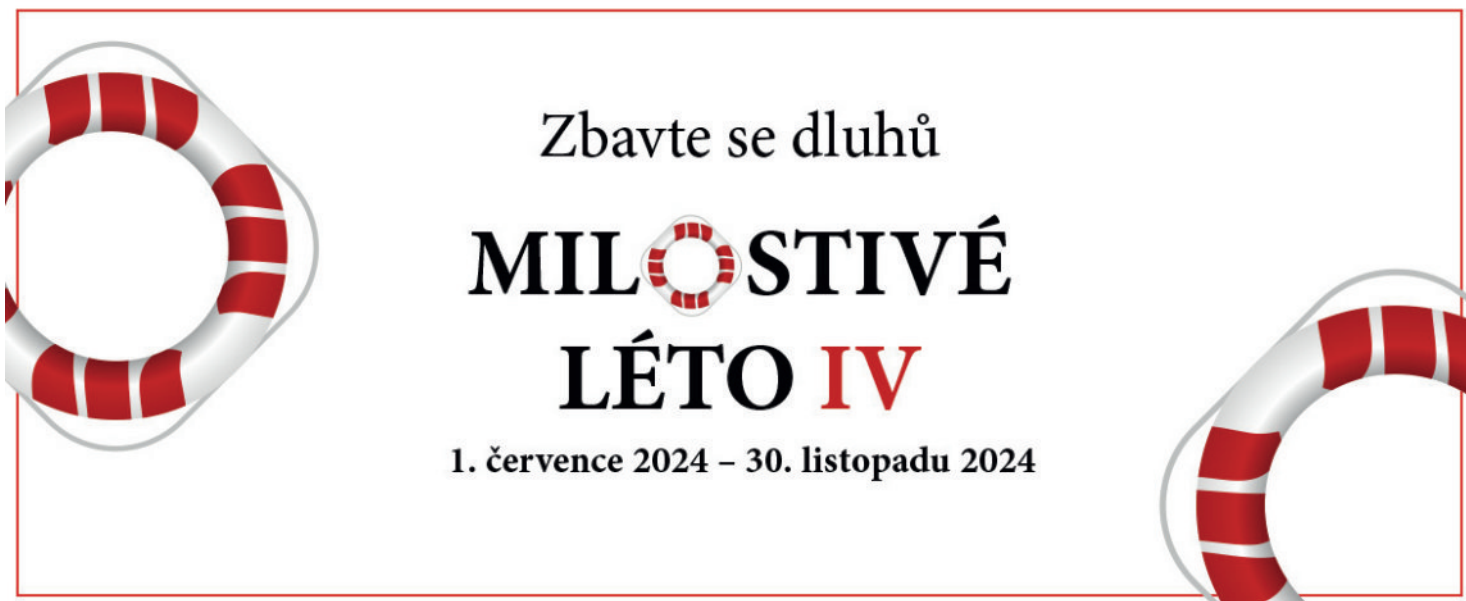 Zbavte se dluhů
MILOSTIVÉ
LÉTO IV
1. července 2024 – 30. listopadu 2024